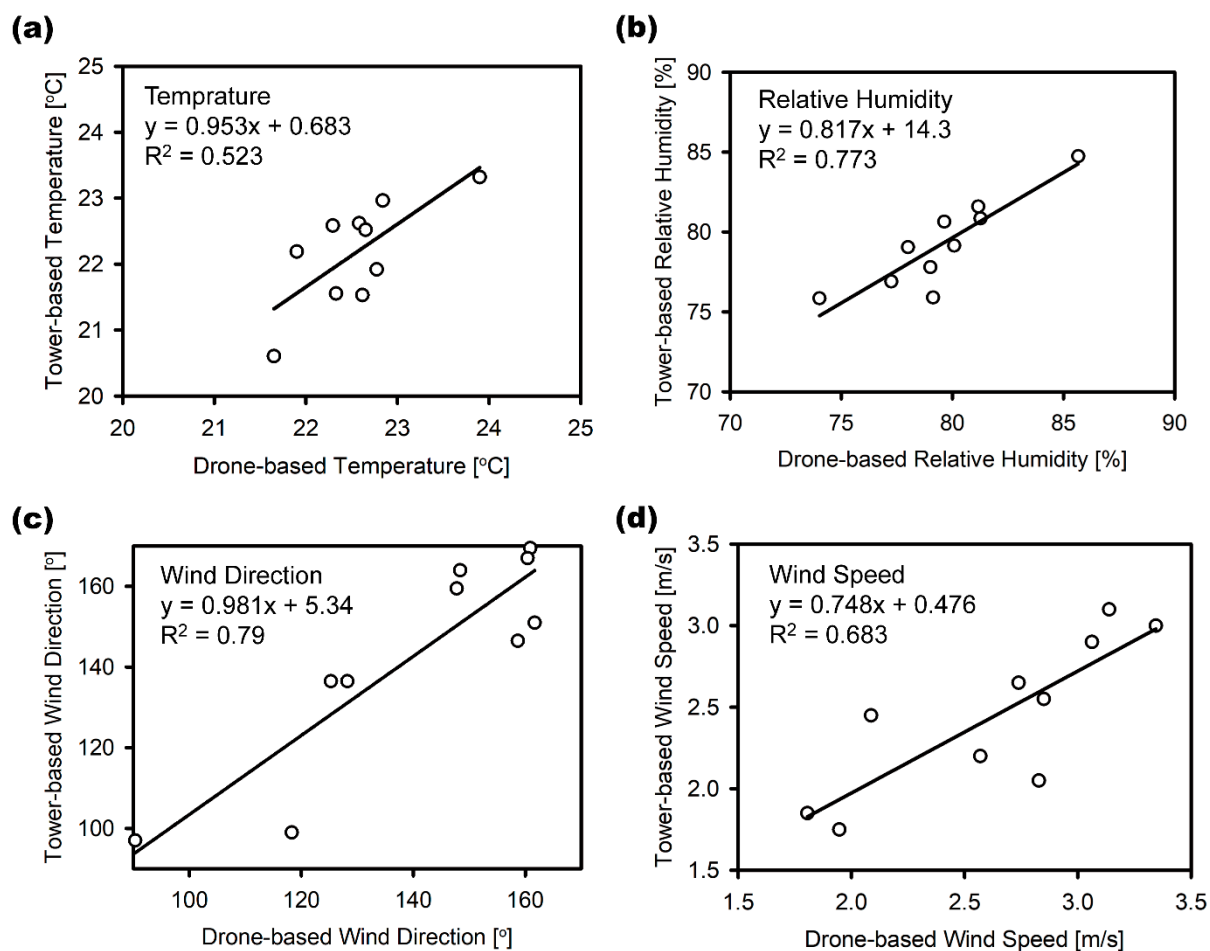 (a)
Tower-based Temperature [°C]
25
24
23
22
21
20
Temprature
y = 0.953x + 0.683
R² = 0.523
20 21 22 23 24 25
Drone-based Temperature [°C]
(b)
Tower-based Relative Humidity [%]
90
85
80
75
70
Relative Humidity
y = 0.817x + 14.3
R² = 0.773
70 75 80 85 90
Drone-based Relative Humidity [%]
(c)
Tower-based Wind Direction [°]
160
140
120
100
Wind Direction
y = 0.981x + 5.34
R² = 0.79
100 120 140 160
Drone-based Wind Direction [°]
(d)
Tower-based Wind Speed [m/s]
3.5
3.0
2.5
2.0
1.5
Wind Speed
y = 0.748x + 0.476
R² = 0.683
1.5 2.0 2.5 3.0 3.5
Drone-based Wind Speed [m/s]